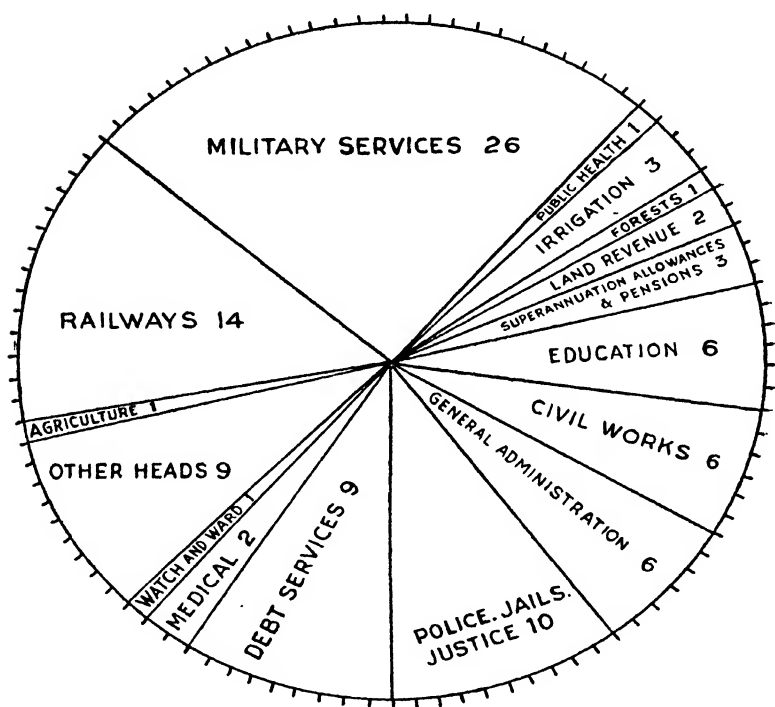 MILITARY SERVICES 26
PUBLIC HEALTH 1
IRRIGATION 3
FORESTS 1
LAND REVENUE 2
SUPERANNUATION ALLOWANCES
& PENSIONS 3
EDUCATION 6
CIVIL WORKS 6
GENERAL ADMINISTRATION 6
POLICE. JAILS.
JUSTICE 10
DEBT SERVICES 9
MEDICAL 2
WATCH AND WARD 1
OTHER HEADS 9
AGRICULTURE 1
RAILWAYS 14